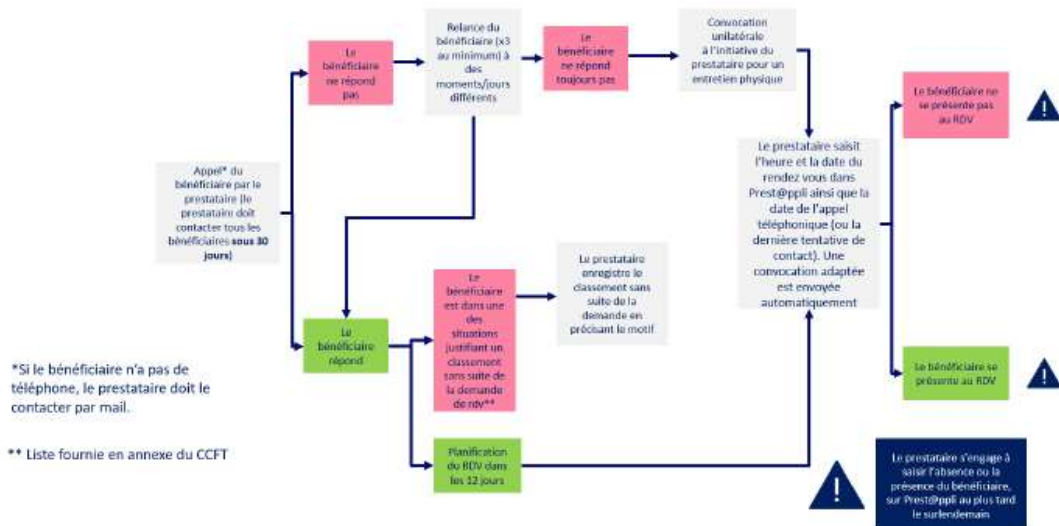 Le
bénéficiaire
ne répond
pas
Relance du
bénéficiaire (x3
au minimum) à
des
moments/jours
différents
Le
bénéficiaire
ne répond
toujours pas
Convocation
unilatérale
à l'initiative du
prestataire pour un
entretien physique
Le bénéficiaire ne
se présente pas
au RDV
!
Appel* du
bénéficiaire par le
prestataire (le
prestataire doit
contacter tous les
bénéficiaires sous 30
jours)
Le prestataire saisit
l'heure et la date du
rendez vous dans
Prest@ppli ainsi que la
date de l'appel
téléphonique (ou la
dernière tentative de
contact). Une
convocation adaptée
est envoyée
automatiquement
Le prestataire
enregistre le
classement sans
suite de la
demande en
précisant le motif
Le
bénéficiaire
est dans une
des
situations
justifiant un
classement
sans suite de
la demande
de rdv**
Le
bénéficiaire
répond
Le bénéficiaire se
présente au RDV
!
*Si le bénéficiaire n'a pas de
téléphone, le prestataire doit le
contacter par mail.
** Liste fournie en annexe du CCFT
Planification
du RDV dans
les 12 jours
!
Le prestataire s'engage à
saisir l'absence ou la
présence du bénéficiaire,
sur Prest@ppli au plus tard
le surlendemain